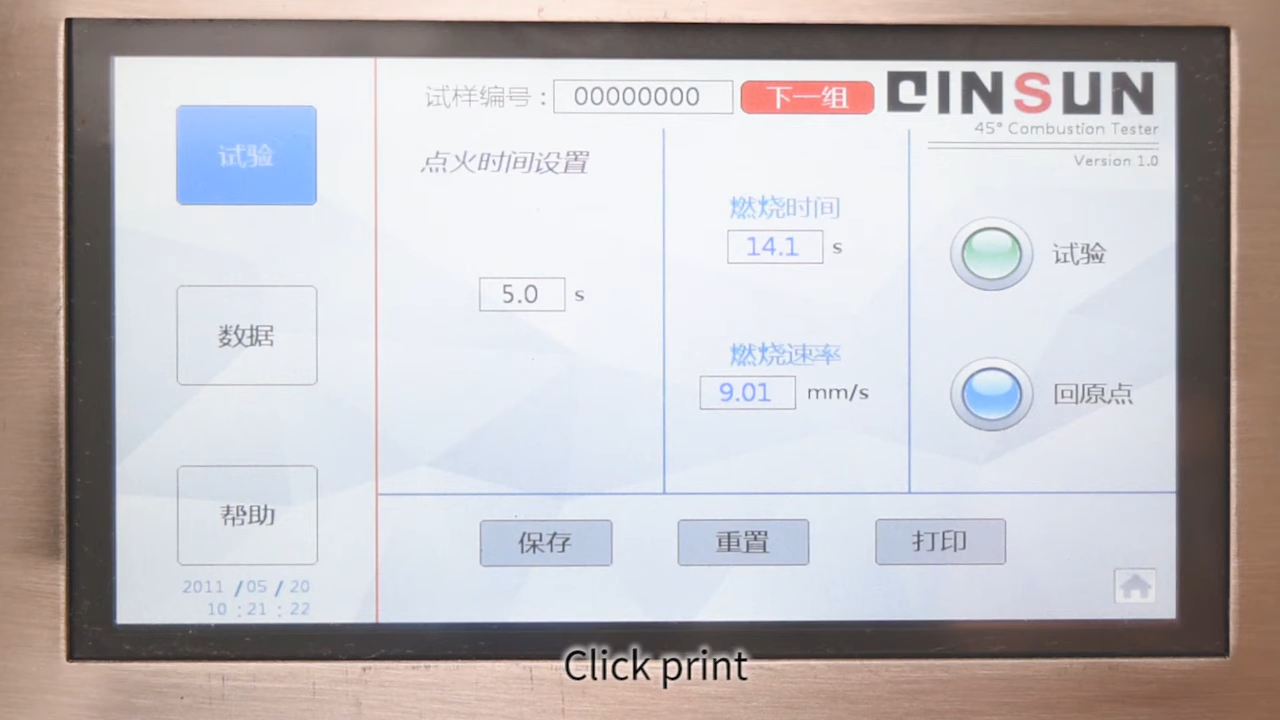 试样编号： 00000000 下一组
QINSUN
45° Combustion Tester
Version 1.0
试验
数据
帮助
2011 /05 / 20
10 : 21 : 22
点火时间设置
5.0 s
燃烧时间
14.1 s
燃烧速率
9.01 mm/s
试验
回原点
保存 重置 打印
Click print